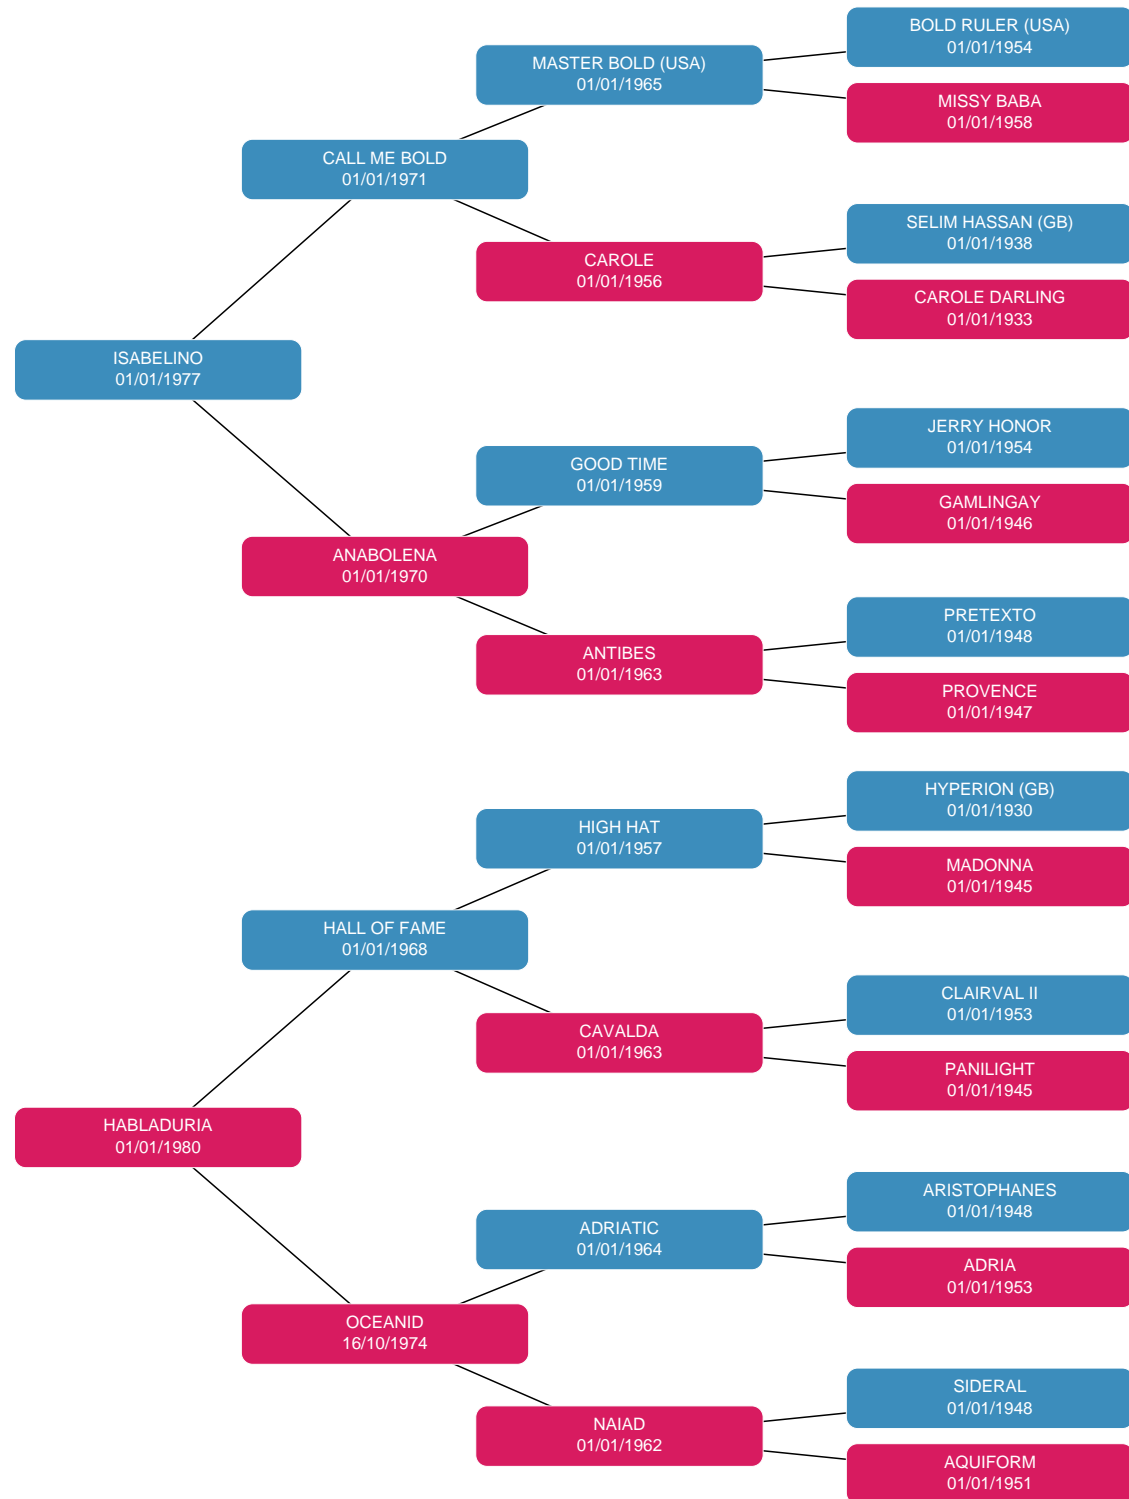 BOLD RULER (USA)
01/01/1954
MASTER BOLD (USA)
01/01/1965
MISSY BABA
01/01/1958
CALL ME BOLD
01/01/1971
SELIM HASSAN (GB)
01/01/1938
CAROLE
01/01/1956
CAROLE DARLING
01/01/1933
ISABELINO
01/01/1977
JERRY HONOR
01/01/1954
GOOD TIME
01/01/1959
GAMLINGAY
01/01/1946
ANABOLENA
01/01/1970
PRETEXTO
01/01/1948
ANTIBES
01/01/1963
PROVENCE
01/01/1947
HYPERION (GB)
01/01/1930
HIGH HAT
01/01/1957
MADONNA
01/01/1945
HALL OF FAME
01/01/1968
CLAIRVAL II
01/01/1953
CAVALDA
01/01/1963
PANILIGHT
01/01/1945
HABLADURIA
01/01/1980
ARISTOPHANES
01/01/1948
ADRIATIC
01/01/1964
ADRIA
01/01/1953
OCEANID
16/10/1974
SIDERAL
01/01/1948
NAIAD
01/01/1962
AQUIFORM
01/01/1951